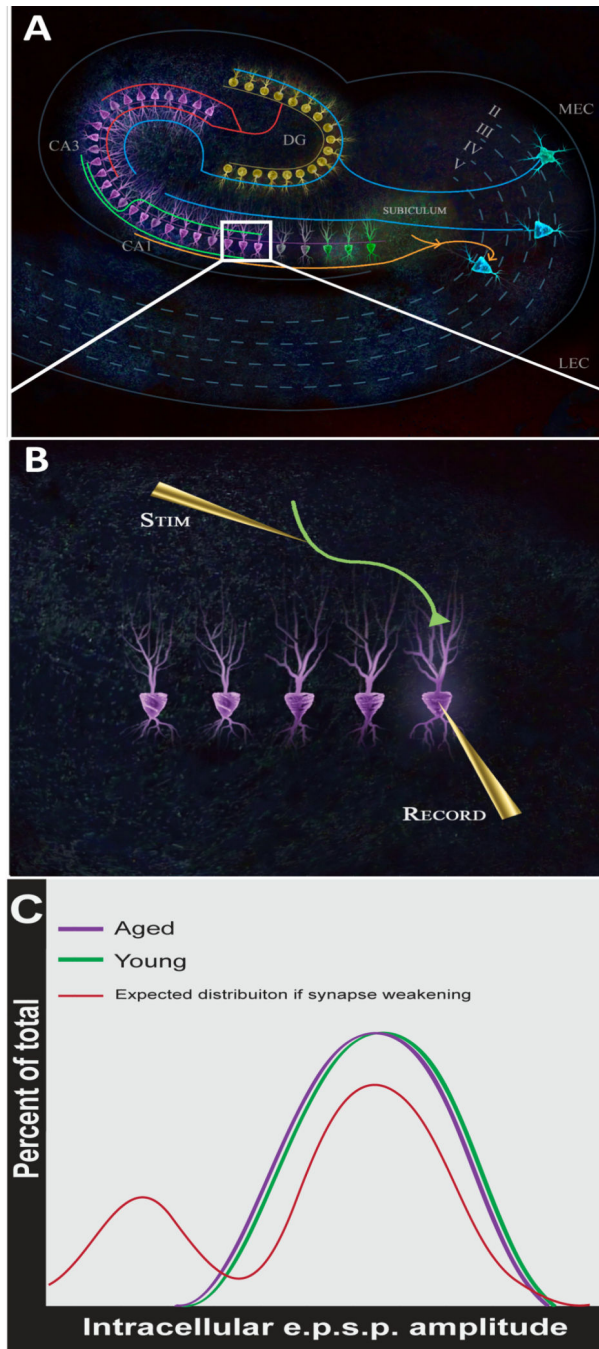 A
MEC
II
III
IV
V
DG
CA3
SUBICULUM
CA1
LEC
B
STIM
RECORD
C
Aged
Young
Expected distribuiton if synapse weakening
Percent of total
Intracellular e.p.s.p. amplitude